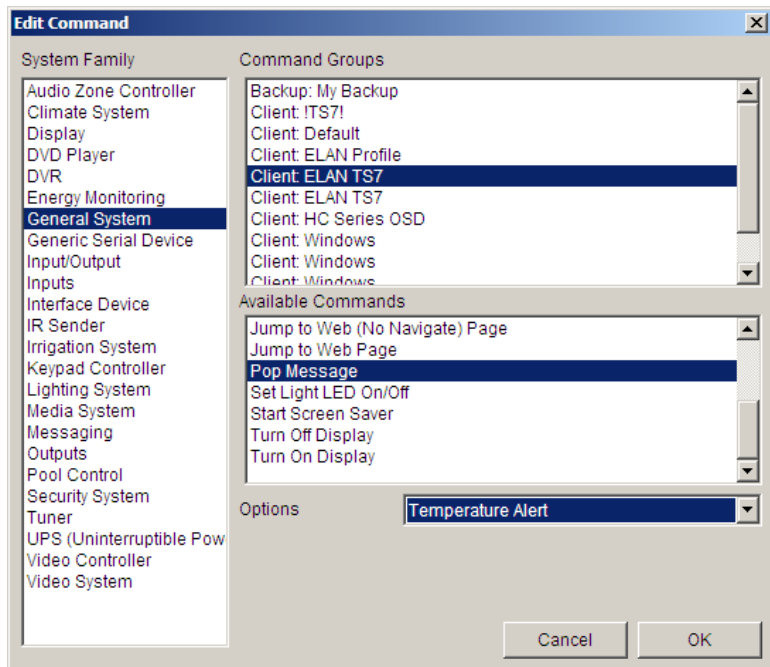 Edit Command
System Family
Audio Zone Controller
Climate System
Display
DVD Player
DVR
Energy Monitoring
General System
Generic Serial Device
Input/Output
Inputs
Interface Device
IR Sender
Irrigation System
Keypad Controller
Lighting System
Media System
Messaging
Outputs
Pool Control
Security System
Tuner
UPS (Uninterruptible Pow
Video Controller
Video System
Command Groups
Backup: My Backup
Client: !TS7!
Client: Default
Client: ELAN Profile
Client: ELAN TS7
Client: ELAN TS7
Client: HC Series OSD
Client: Windows
Client: Windows
Client: Windows
Available Commands
Jump to Web (No Navigate) Page
Jump to Web Page
Pop Message
Set Light LED On/Off
Start Screen Saver
Turn Off Display
Turn On Display
Options
Temperature Alert
Cancel
OK